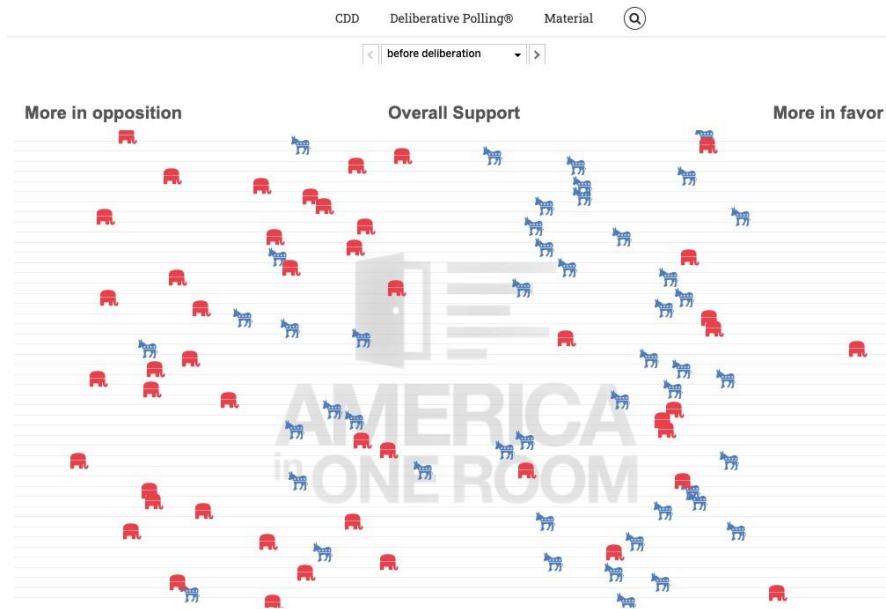 CDD Deliberative Polling® Material
before deliberation
More in opposition Overall Support More in favor
AMERICA
in ONE ROOM